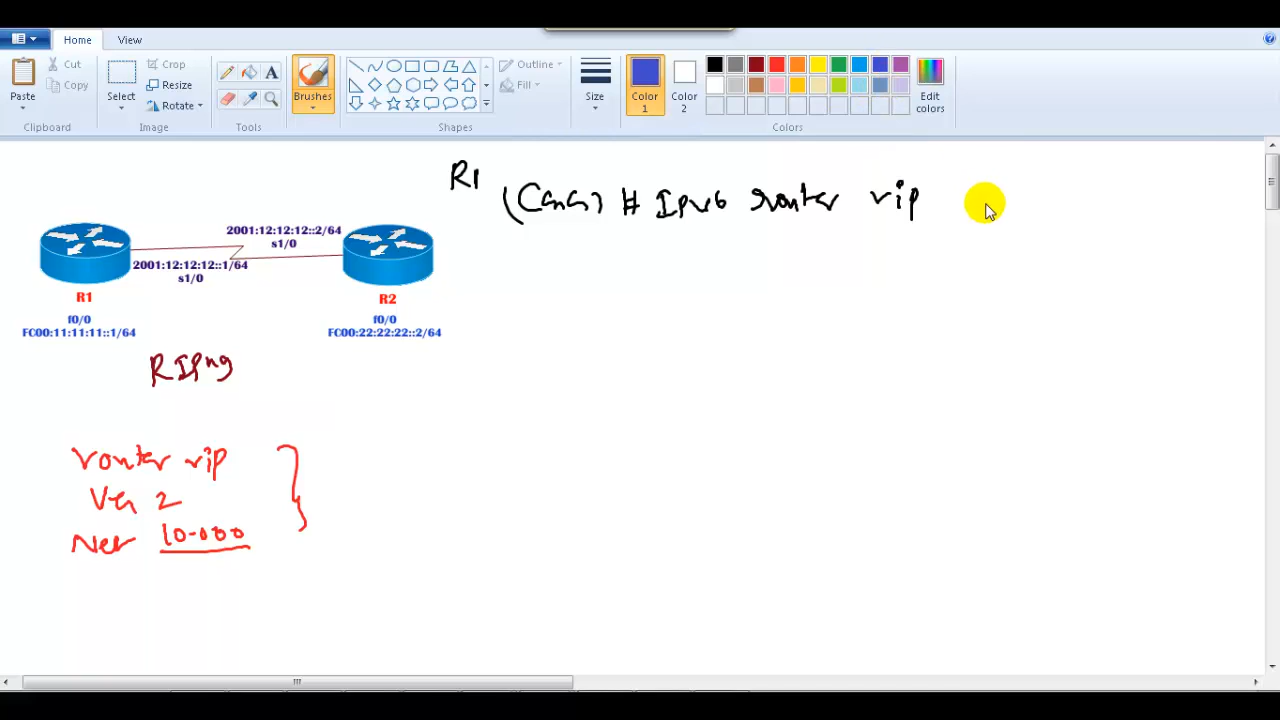 Home
View
Paste
Cut
Copy
Clipboard
Select
Crop
Resize
Rotate
Image
A
Tools
Brushes
Outline
Fill
Shapes
Size
Color
1
Color
2
Edit
colors
Colors
R1
(Config) # IPv6 router rip
2001:12:12:12::2/64
s1/0
2001:12:12:12::1/64
s1/0
R1
R2
f0/0
FC00:11:11:11::1/64
f0/0
FC00:22:22:22::2/64
RIPng
router rip
Ver 2
Net 10.000